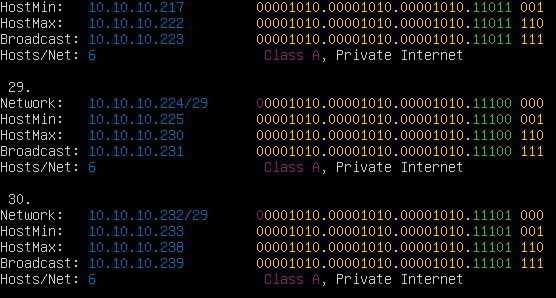 HostMin: 10.10.10.217 00001010.00001010.00001010.11011 001
HostMax: 10.10.10.222 00001010.00001010.00001010.11011 110
Broadcast: 10.10.10.223 00001010.00001010.00001010.11011 111
Hosts/Net: 6 Class A, Private Internet
29.
Network: 10.10.10.224/29 00001010.00001010.00001010.11100 000
HostMin: 10.10.10.225 00001010.00001010.00001010.11100 001
HostMax: 10.10.10.230 00001010.00001010.00001010.11100 110
Broadcast: 10.10.10.231 00001010.00001010.00001010.11100 111
Hosts/Net: 6 Class A, Private Internet
30.
Network: 10.10.10.232/29 00001010.00001010.00001010.11101 000
HostMin: 10.10.10.233 00001010.00001010.00001010.11101 001
HostMax: 10.10.10.238 00001010.00001010.00001010.11101 110
Broadcast: 10.10.10.239 00001010.00001010.00001010.11101 111
Hosts/Net: 6 Class A, Private Internet